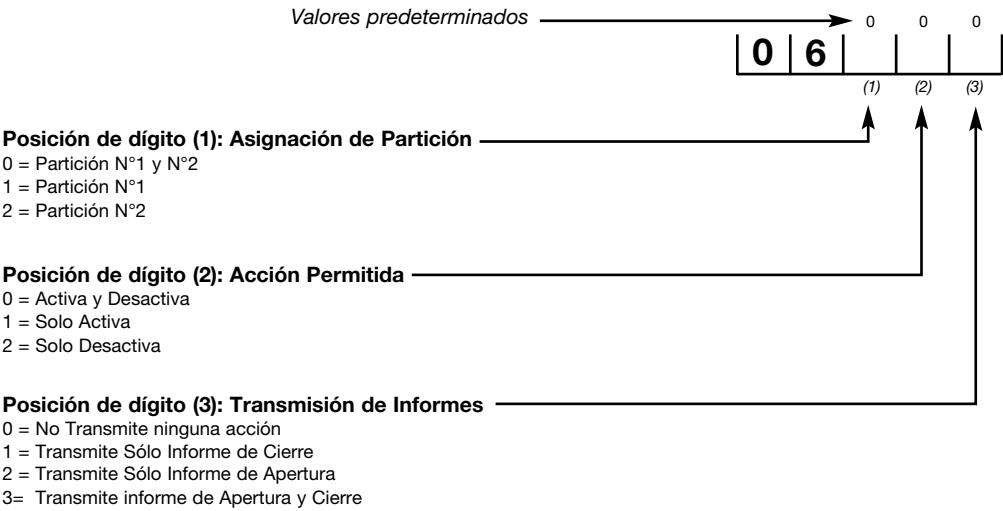 Valores predeterminados 0 0 0
0 6
(1) (2) (3)
Posición de dígito (1): Asignación de Partición
0 = Partición N°1 y N°2
1 = Partición N°1
2 = Partición N°2
Posición de dígito (2): Acción Permitida
0 = Activa y Desactiva
1 = Solo Activa
2 = Solo Desactiva
Posición de dígito (3): Transmisión de Informes
0 = No Transmite ninguna acción
1 = Transmite Sólo Informe de Cierre
2 = Transmite Sólo Informe de Apertura
3= Transmite informe de Apertura y Cierre